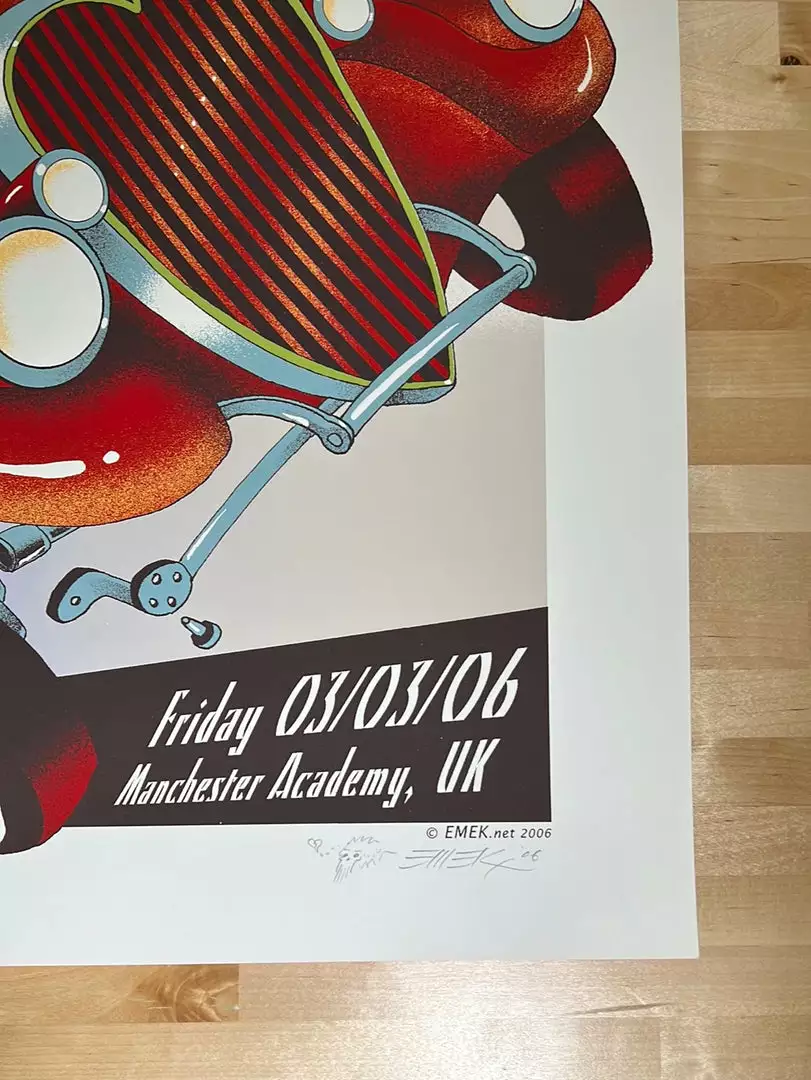 Friday 03/03/06
Manchester Academy, UK
© EMEK.net 2006
EMEK '06